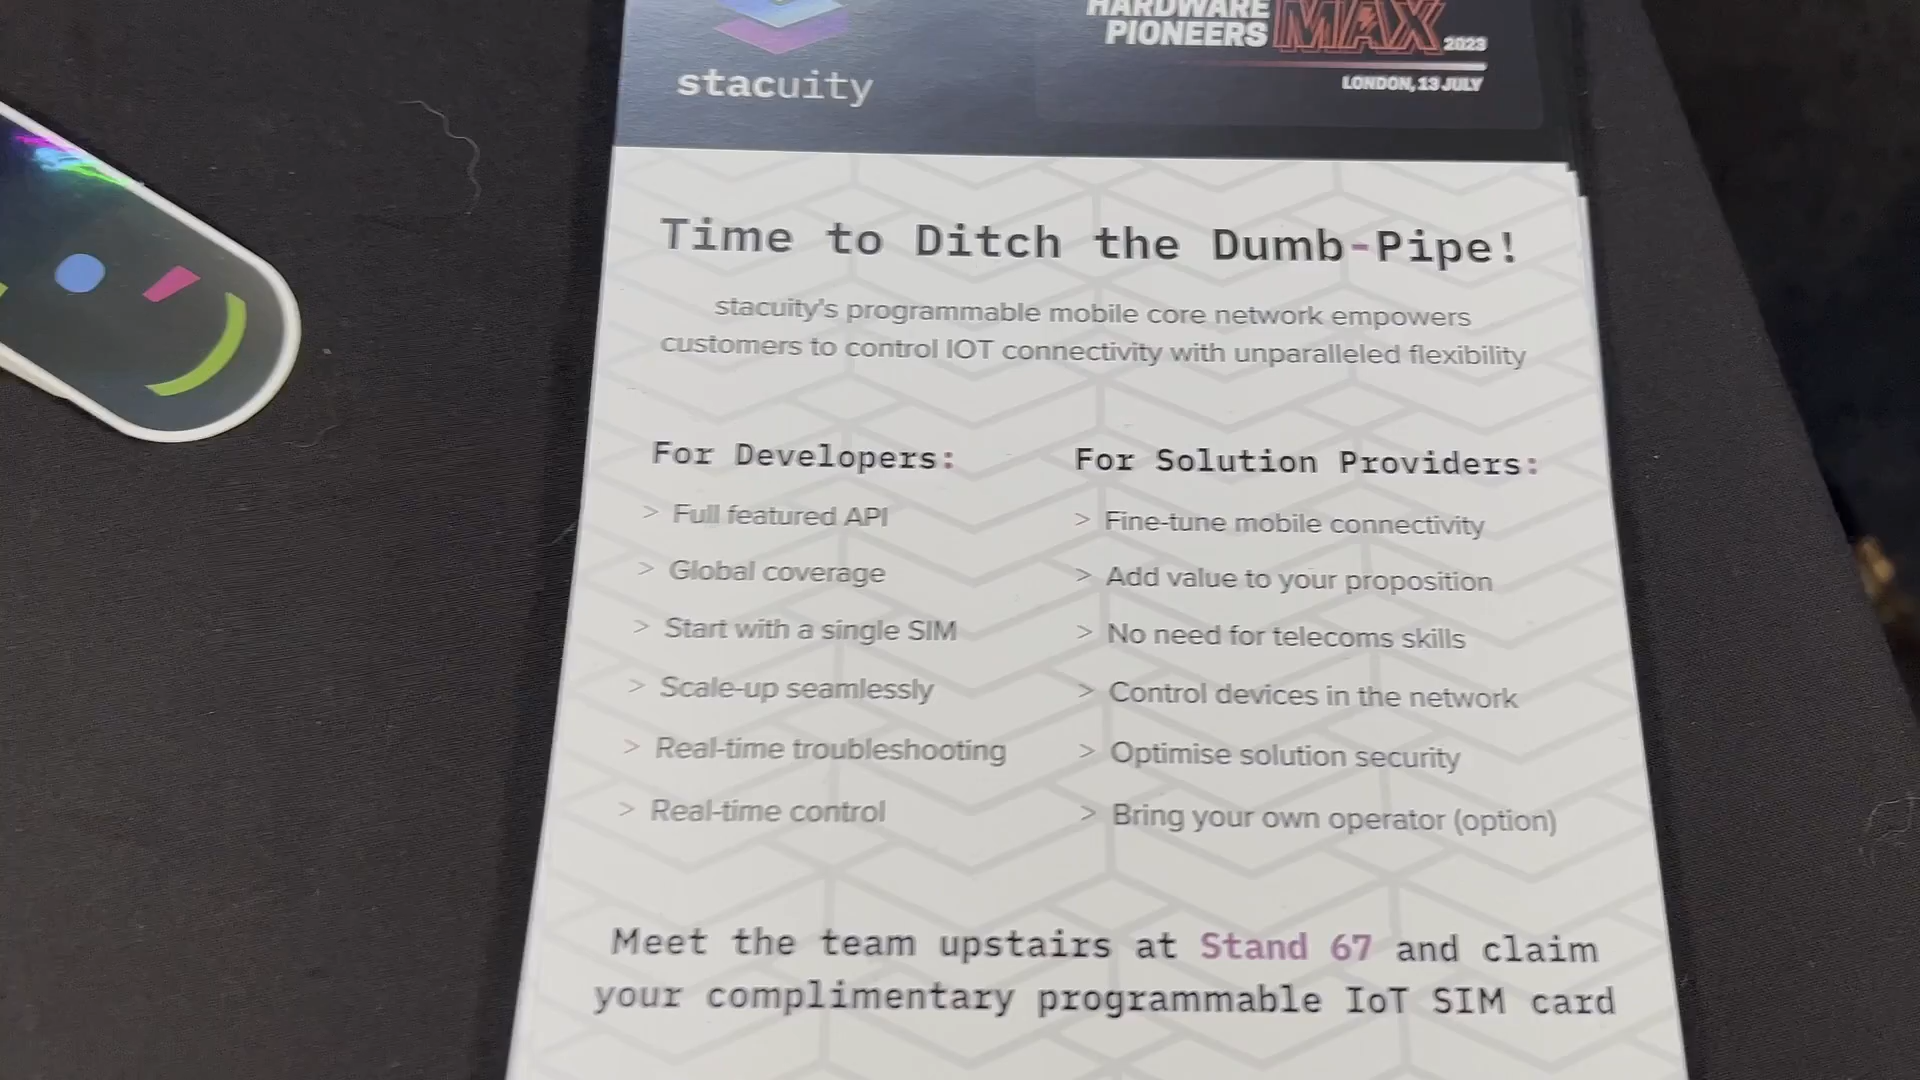 stacuity
HARDWARE
PIONEERS MAX 2023
LONDON, 13 JULY
Time to Ditch the Dumb-Pipe!
stacuity's programmable mobile core network empowers
customers to control IOT connectivity with unparalleled flexibility
For Developers:
> Full featured API
> Global coverage
> Start with a single SIM
> Scale-up seamlessly
> Real-time troubleshooting
> Real-time control
For Solution Providers:
> Fine-tune mobile connectivity
> Add value to your proposition
> No need for telecoms skills
> Control devices in the network
> Optimise solution security
> Bring your own operator (option)
Meet the team upstairs at Stand 67 and claim
your complimentary programmable IoT SIM card